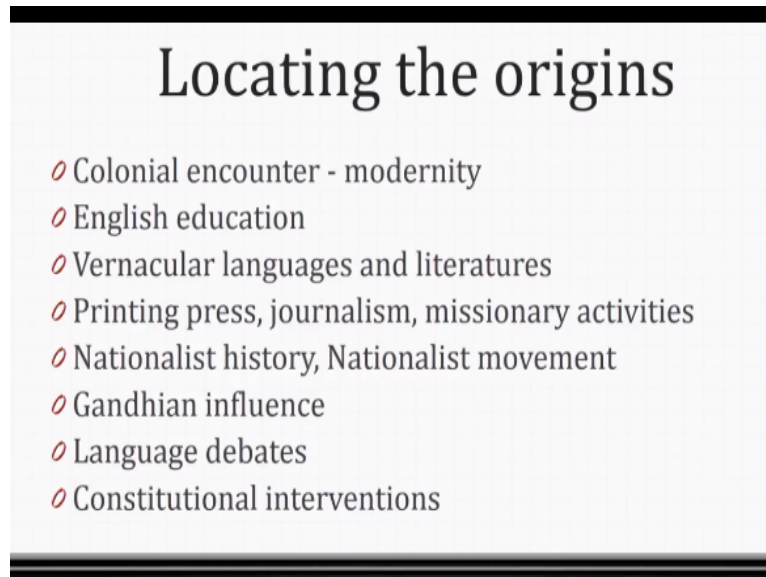 Locating the origins
Colonial encounter - modernity
English education
Vernacular languages and literatures
Printing press, journalism, missionary activities
Nationalist history, Nationalist movement
Gandhian influence
Language debates
Constitutional interventions